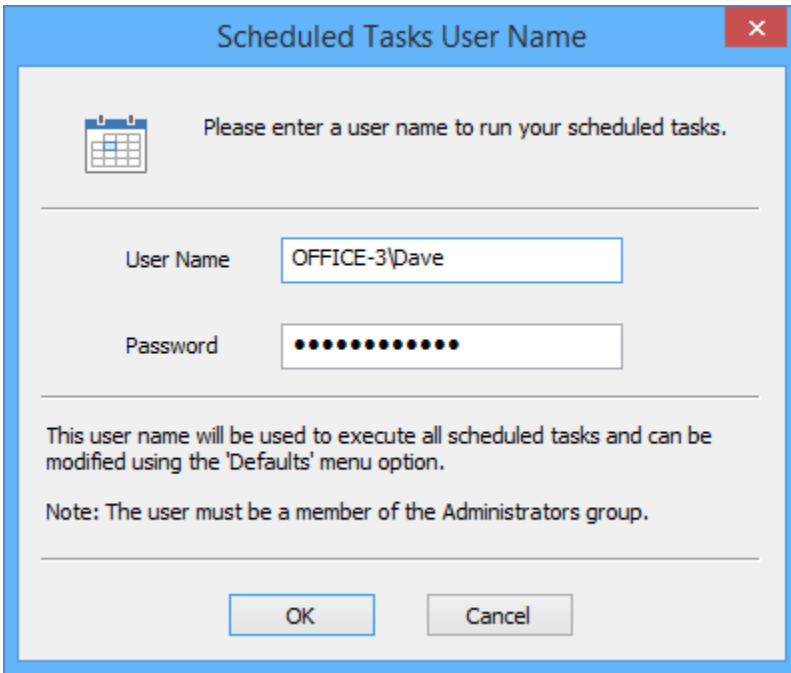 Scheduled Tasks User Name
Please enter a user name to run your scheduled tasks.
User Name
OFFICE-3\Dave
Password
••••••••••••
This user name will be used to execute all scheduled tasks and can be
modified using the 'Defaults' menu option.
Note: The user must be a member of the Administrators group.
OK
Cancel